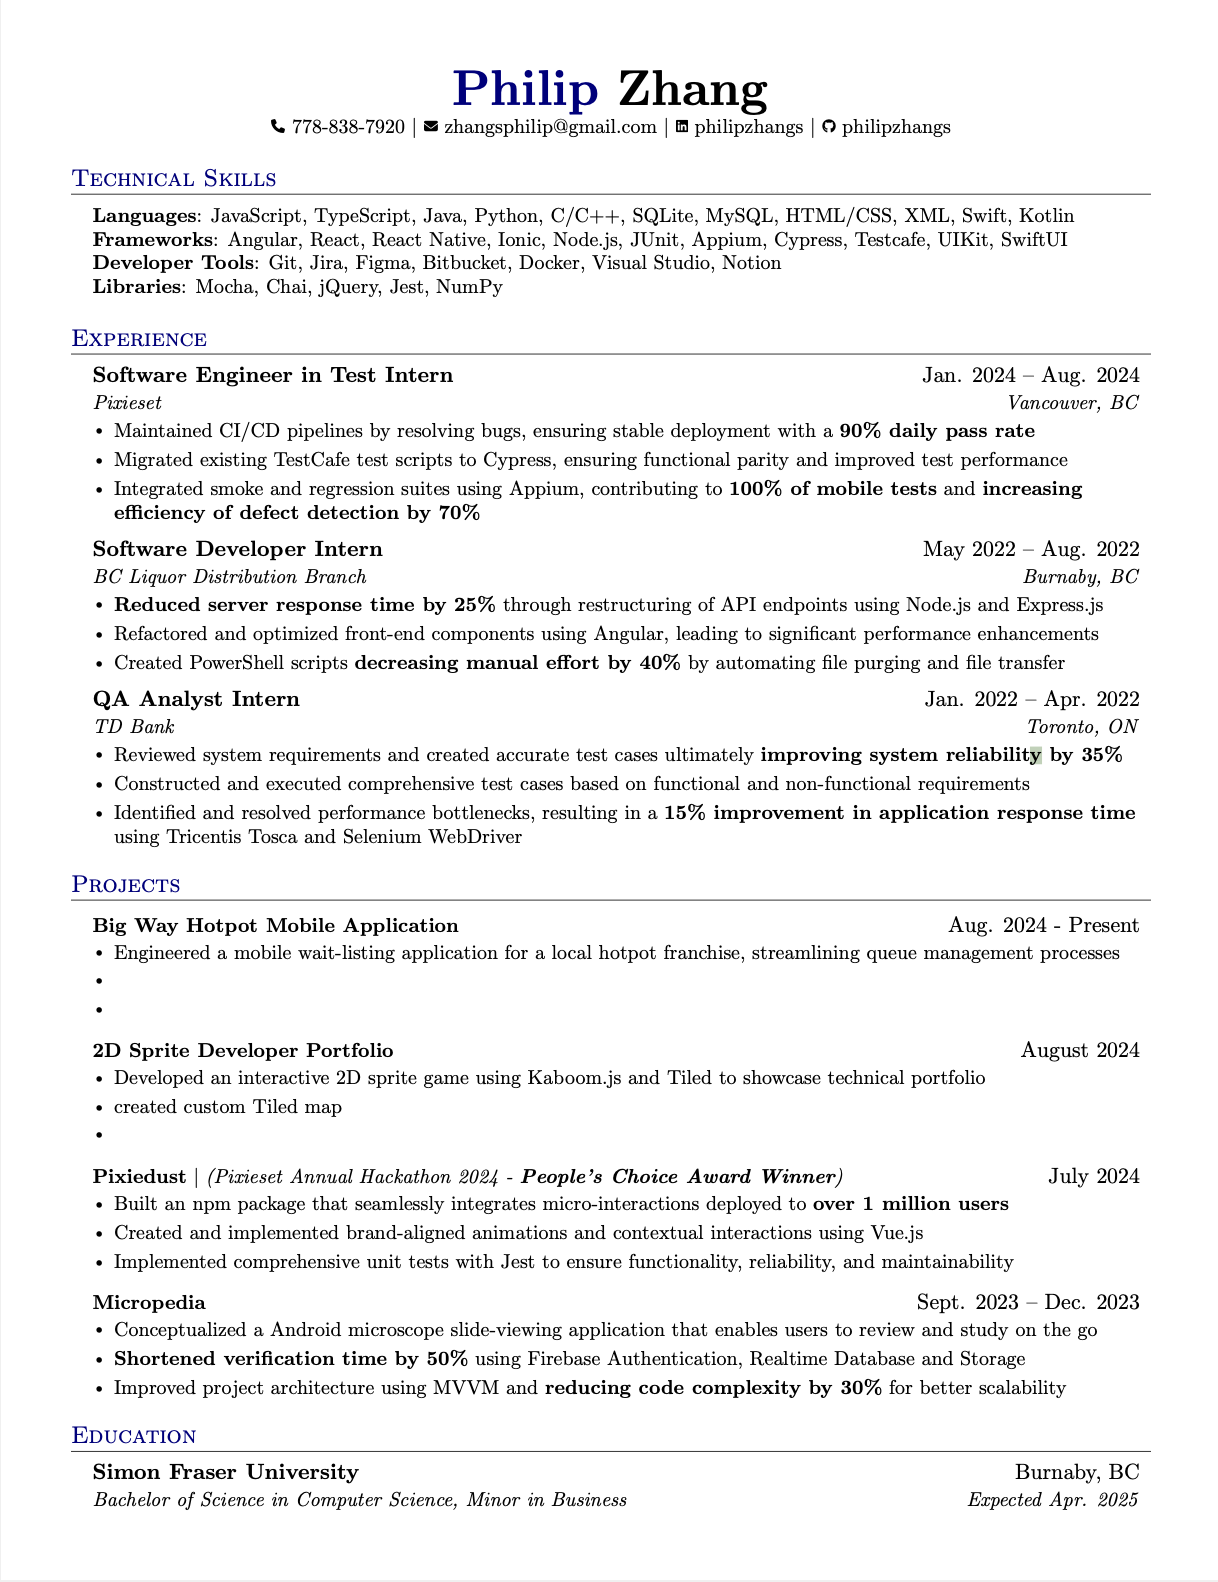 Philip Zhang
778-838-7920 | zhangsphilip@gmail.com | philipzhangs | philipzhangs
Technical Skills
Languages: JavaScript, TypeScript, Java, Python, C/C++, SQLite, MySQL, HTML/CSS, XML, Swift, Kotlin
Frameworks: Angular, React, React Native, Ionic, Node.js, JUnit, Appium, Cypress, Testcafe, UIKit, SwiftUI
Developer Tools: Git, Jira, Figma, Bitbucket, Docker, Visual Studio, Notion
Libraries: Mocha, Chai, jQuery, Jest, NumPy
Experience
Software Engineer in Test Intern Jan. 2024 – Aug. 2024
Pixieset Vancouver, BC
• Maintained CI/CD pipelines by resolving bugs, ensuring stable deployment with a 90% daily pass rate
• Migrated existing TestCafe test scripts to Cypress, ensuring functional parity and improved test performance
• Integrated smoke and regression suites using Appium, contributing to 100% of mobile tests and increasing
efficiency of defect detection by 70%
Software Developer Intern May 2022 – Aug. 2022
BC Liquor Distribution Branch Burnaby, BC
• Reduced server response time by 25% through restructuring of API endpoints using Node.js and Express.js
• Refactored and optimized front-end components using Angular, leading to significant performance enhancements
• Created PowerShell scripts decreasing manual effort by 40% by automating file purging and file transfer
QA Analyst Intern Jan. 2022 – Apr. 2022
TD Bank Toronto, ON
• Reviewed system requirements and created accurate test cases ultimately improving system reliability by 35%
• Constructed and executed comprehensive test cases based on functional and non-functional requirements
• Identified and resolved performance bottlenecks, resulting in a 15% improvement in application response time
using Tricentis Tosca and Selenium WebDriver
Projects
Big Way Hotpot Mobile Application Aug. 2024 - Present
• Engineered a mobile wait-listing application for a local hotpot franchise, streamlining queue management processes
•
•
2D Sprite Developer Portfolio August 2024
• Developed an interactive 2D sprite game using Kaboom.js and Tiled to showcase technical portfolio
• created custom Tiled map
•
Pixiedust | (Pixieset Annual Hackathon 2024 - People's Choice Award Winner) July 2024
• Built an npm package that seamlessly integrates micro-interactions deployed to over 1 million users
• Created and implemented brand-aligned animations and contextual interactions using Vue.js
• Implemented comprehensive unit tests with Jest to ensure functionality, reliability, and maintainability
Micropedia Sept. 2023 – Dec. 2023
• Conceptualized a Android microscope slide-viewing application that enables users to review and study on the go
• Shortened verification time by 50% using Firebase Authentication, Realtime Database and Storage
• Improved project architecture using MVVM and reducing code complexity by 30% for better scalability
Education
Simon Fraser University Burnaby, BC
Bachelor of Science in Computer Science, Minor in Business Expected Apr. 2025